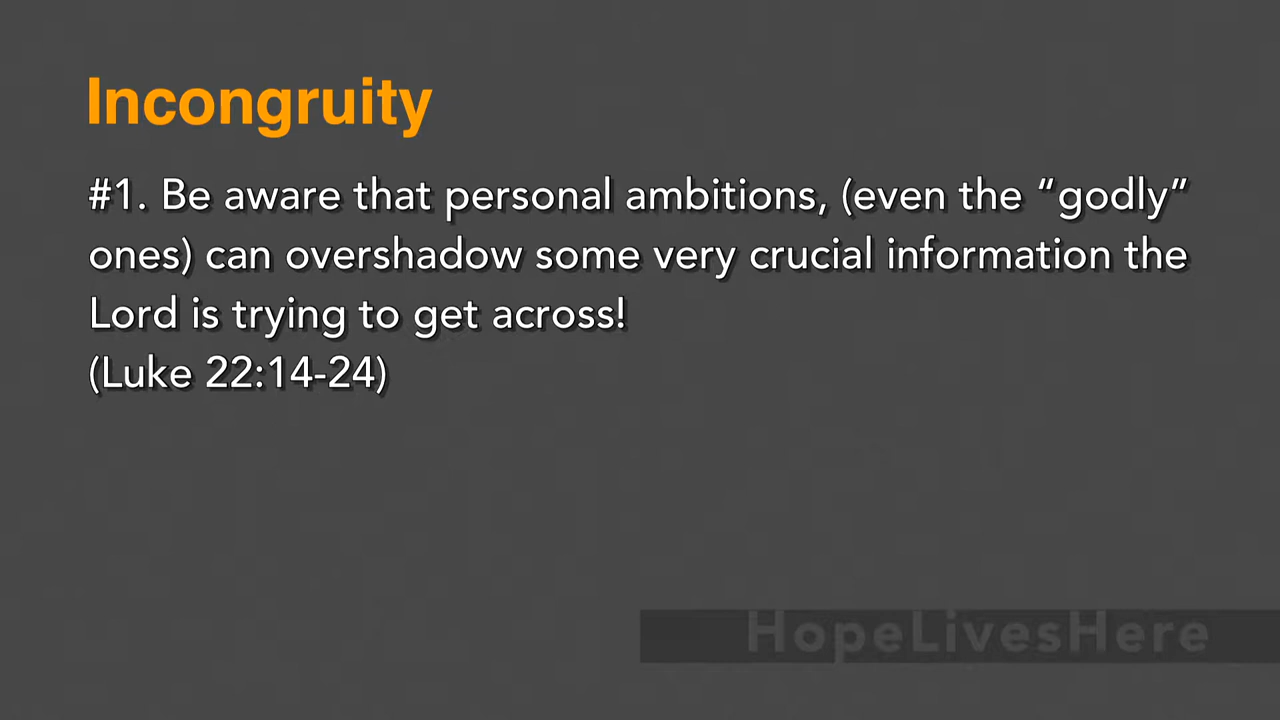 Incongruity
#1. Be aware that personal ambitions, (even the “godly”
ones) can overshadow some very crucial information the
Lord is trying to get across!
(Luke 22:14-24)
HopeLivesHere